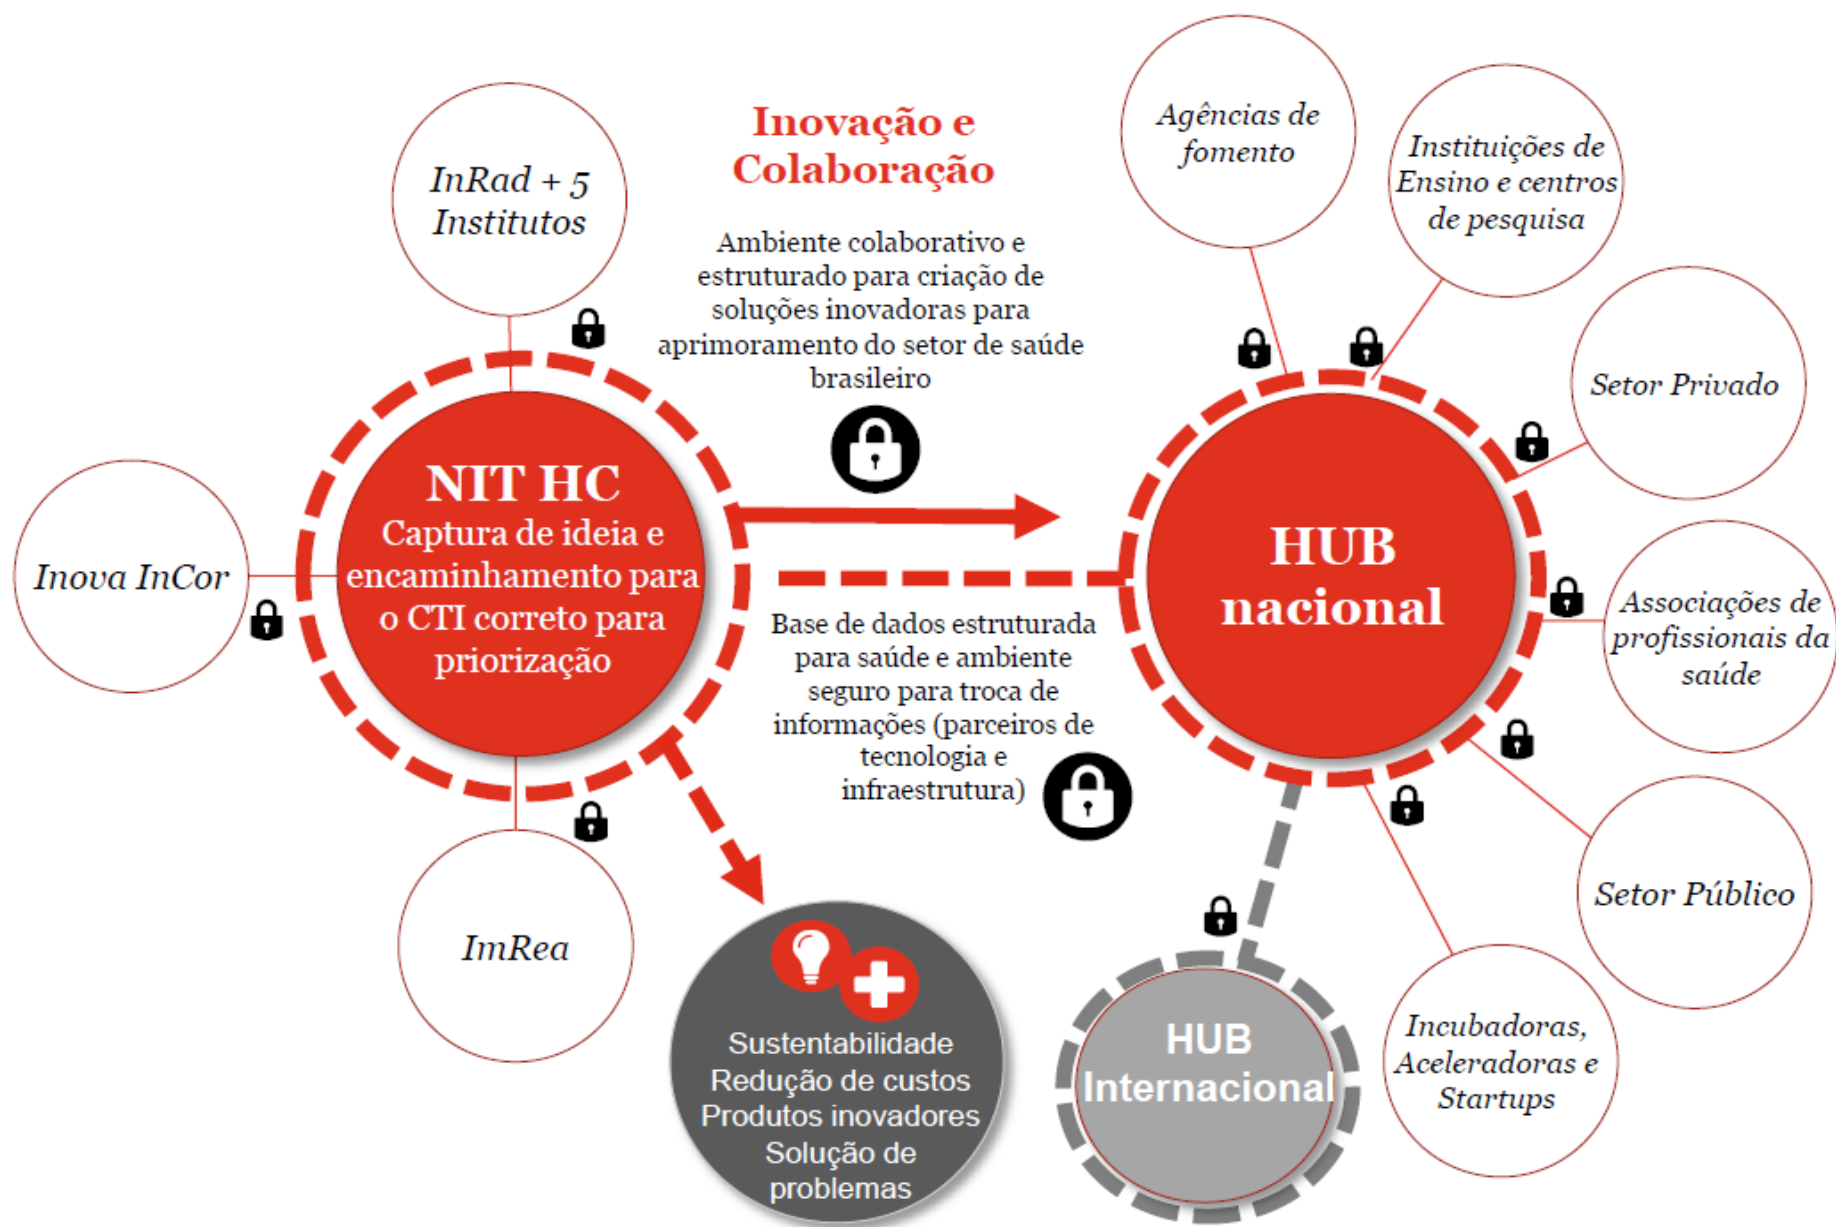 InRad + 5
Institutos
Inovação e
Colaboração
Ambiente colaborativo e
estruturado para criação de
soluções inovadoras para
aprimoramento do setor de saúde
brasileiro
Agências de
fomento
Instituições de
Ensino e centros
de pesquisa
Setor Privado
Inova InCor
NIT HC
Captura de ideia e
encaminhamento para
o CTI correto para
priorização
HUB
nacional
Base de dados estruturada
para saúde e ambiente
seguro para troca de
informações (parceiros de
tecnologia e
infraestrutura)
Associações de
profissionais da
saúde
Setor Público
ImRea
Sustentabilidade
Redução de custos
Produtos inovadores
Solução de
problemas
HUB
Internacional
Incubadoras,
Aceleradoras e
Startups